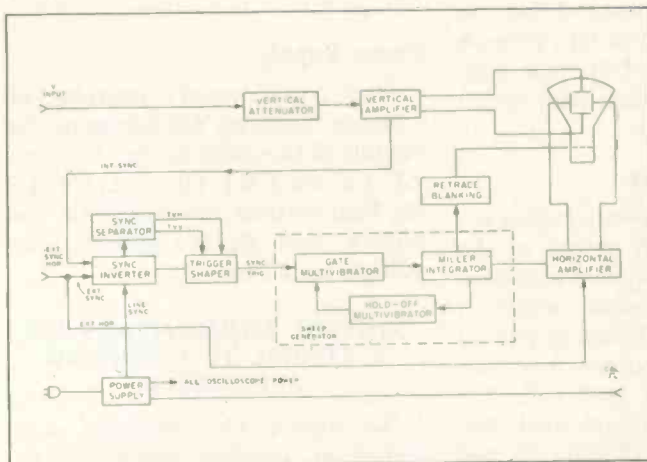 V
INPUT
VERTICAL
ATTENUATOR
VERTICAL
AMPLIFIER
INT SYNC
RETRACE
BLANKING
SYNC
SEPARATOR
TVH
TVV
EXT
SYNC
HOR
SYNC
INVERTER
TRIGGER
SHAPER
SYNC
TRIG
GATE
MULTIVIBRATOR
MILLER
INTEGRATOR
HORIZONTAL
AMPLIFIER
EXT
SYNC
LINE
SYNC
EXT HOR
HOLD-OFF
MULTIVIBRATOR
SWEEP
GENERATOR
POWER
SUPPLY
ALL OSCILLOSCOPE POWER